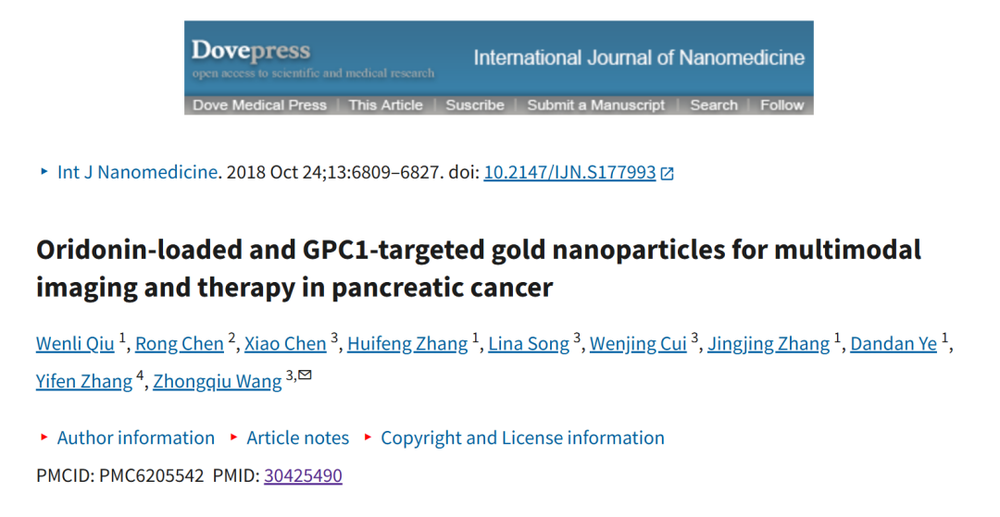 Dovepress
open access to scientific and medical research
International Journal of Nanomedicine
Dove Medical Press | This Article | Suscribe | Submit a Manuscript | Search | Follow
Int J Nanomedicine. 2018 Oct 24;13:6809–6827. doi: 10.2147/IJN.S177993
Oridonin-loaded and GPC1-targeted gold nanoparticles for multimodal
imaging and therapy in pancreatic cancer
Wenli Qiu 1, Rong Chen 2, Xiao Chen 3, Huifeng Zhang 1, Lina Song 3, Wenjing Cui 3, Jingjing Zhang 1, Dandan Ye 1,
Yifen Zhang 4, Zhongqiu Wang 3,✉
Author information Article notes Copyright and License information
PMCID: PMC6205542 PMID: 30425490